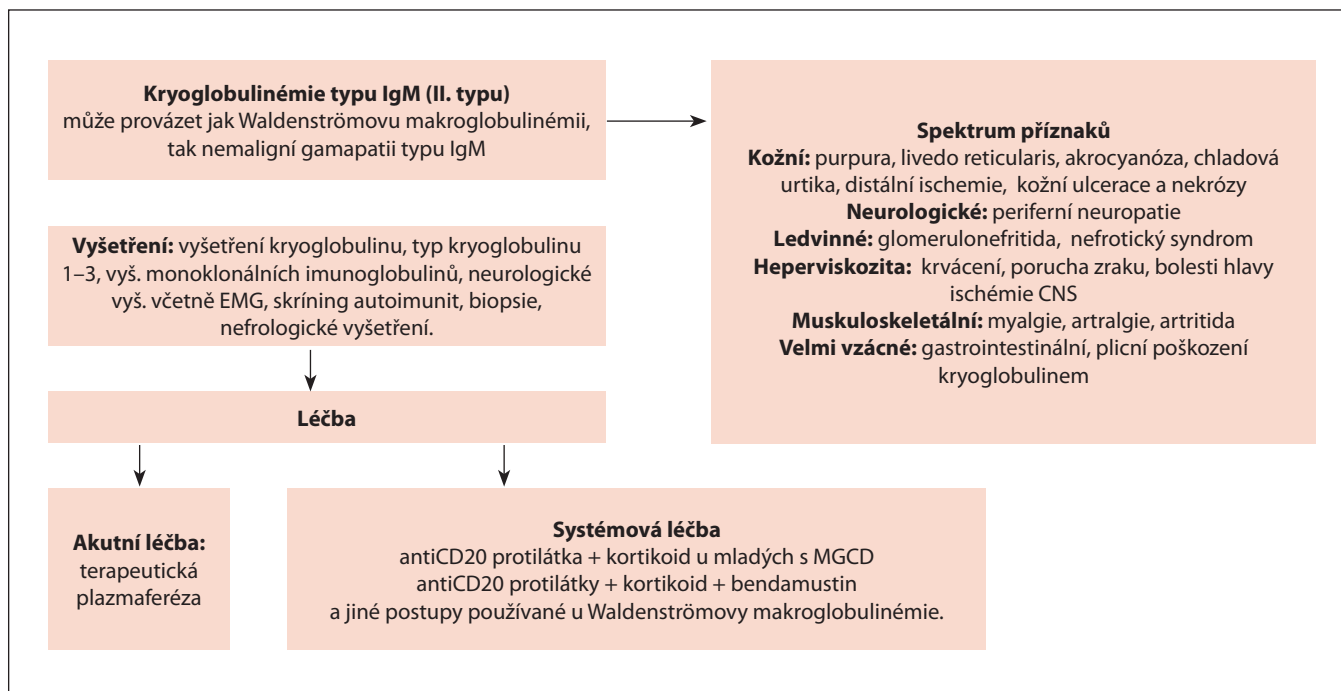 Kryoglobulinémie typu IgM (II. typu)
může provázet jak Waldenströmovu makroglobulinémii,
tak nemaligní gamapatii typu IgM
Spektrum příznaků
Kožní: purpura, livedo reticularis, akrocyanóza, chladová
urtika, distální ischemie, kožní ulcerace a nekrózy
Neurologické: periferní neuropatie
Ledvinné: glomerulonefritida, nefrotický syndrom
Heperviskozita: krvácení, porucha zraku, bolesti hlavy
ischémie CNS
Muskuloskeletální: myalgie, artralgie, artritida
Velmi vzácné: gastrointestinální, plicní poškození
kryoglobulinem
Vyšetření: vyšetření kryoglobulinu, typ kryoglobulinu
1–3, vyš. monoklonálních imunoglobulinů, neurologické
vyš. včetně EMG, skríning autoimunit, biopsie,
nefrologické vyšetření.
Léčba
Akutní léčba:
terapeutická
plazmaferéza
Systémová léčba
antiCD20 protilátka + kortikoid u mladých s MGCD
antiCD20 protilátky + kortikoid + bendamustin
a jiné postupy používané u Waldenströmovy makroglobulinémie.